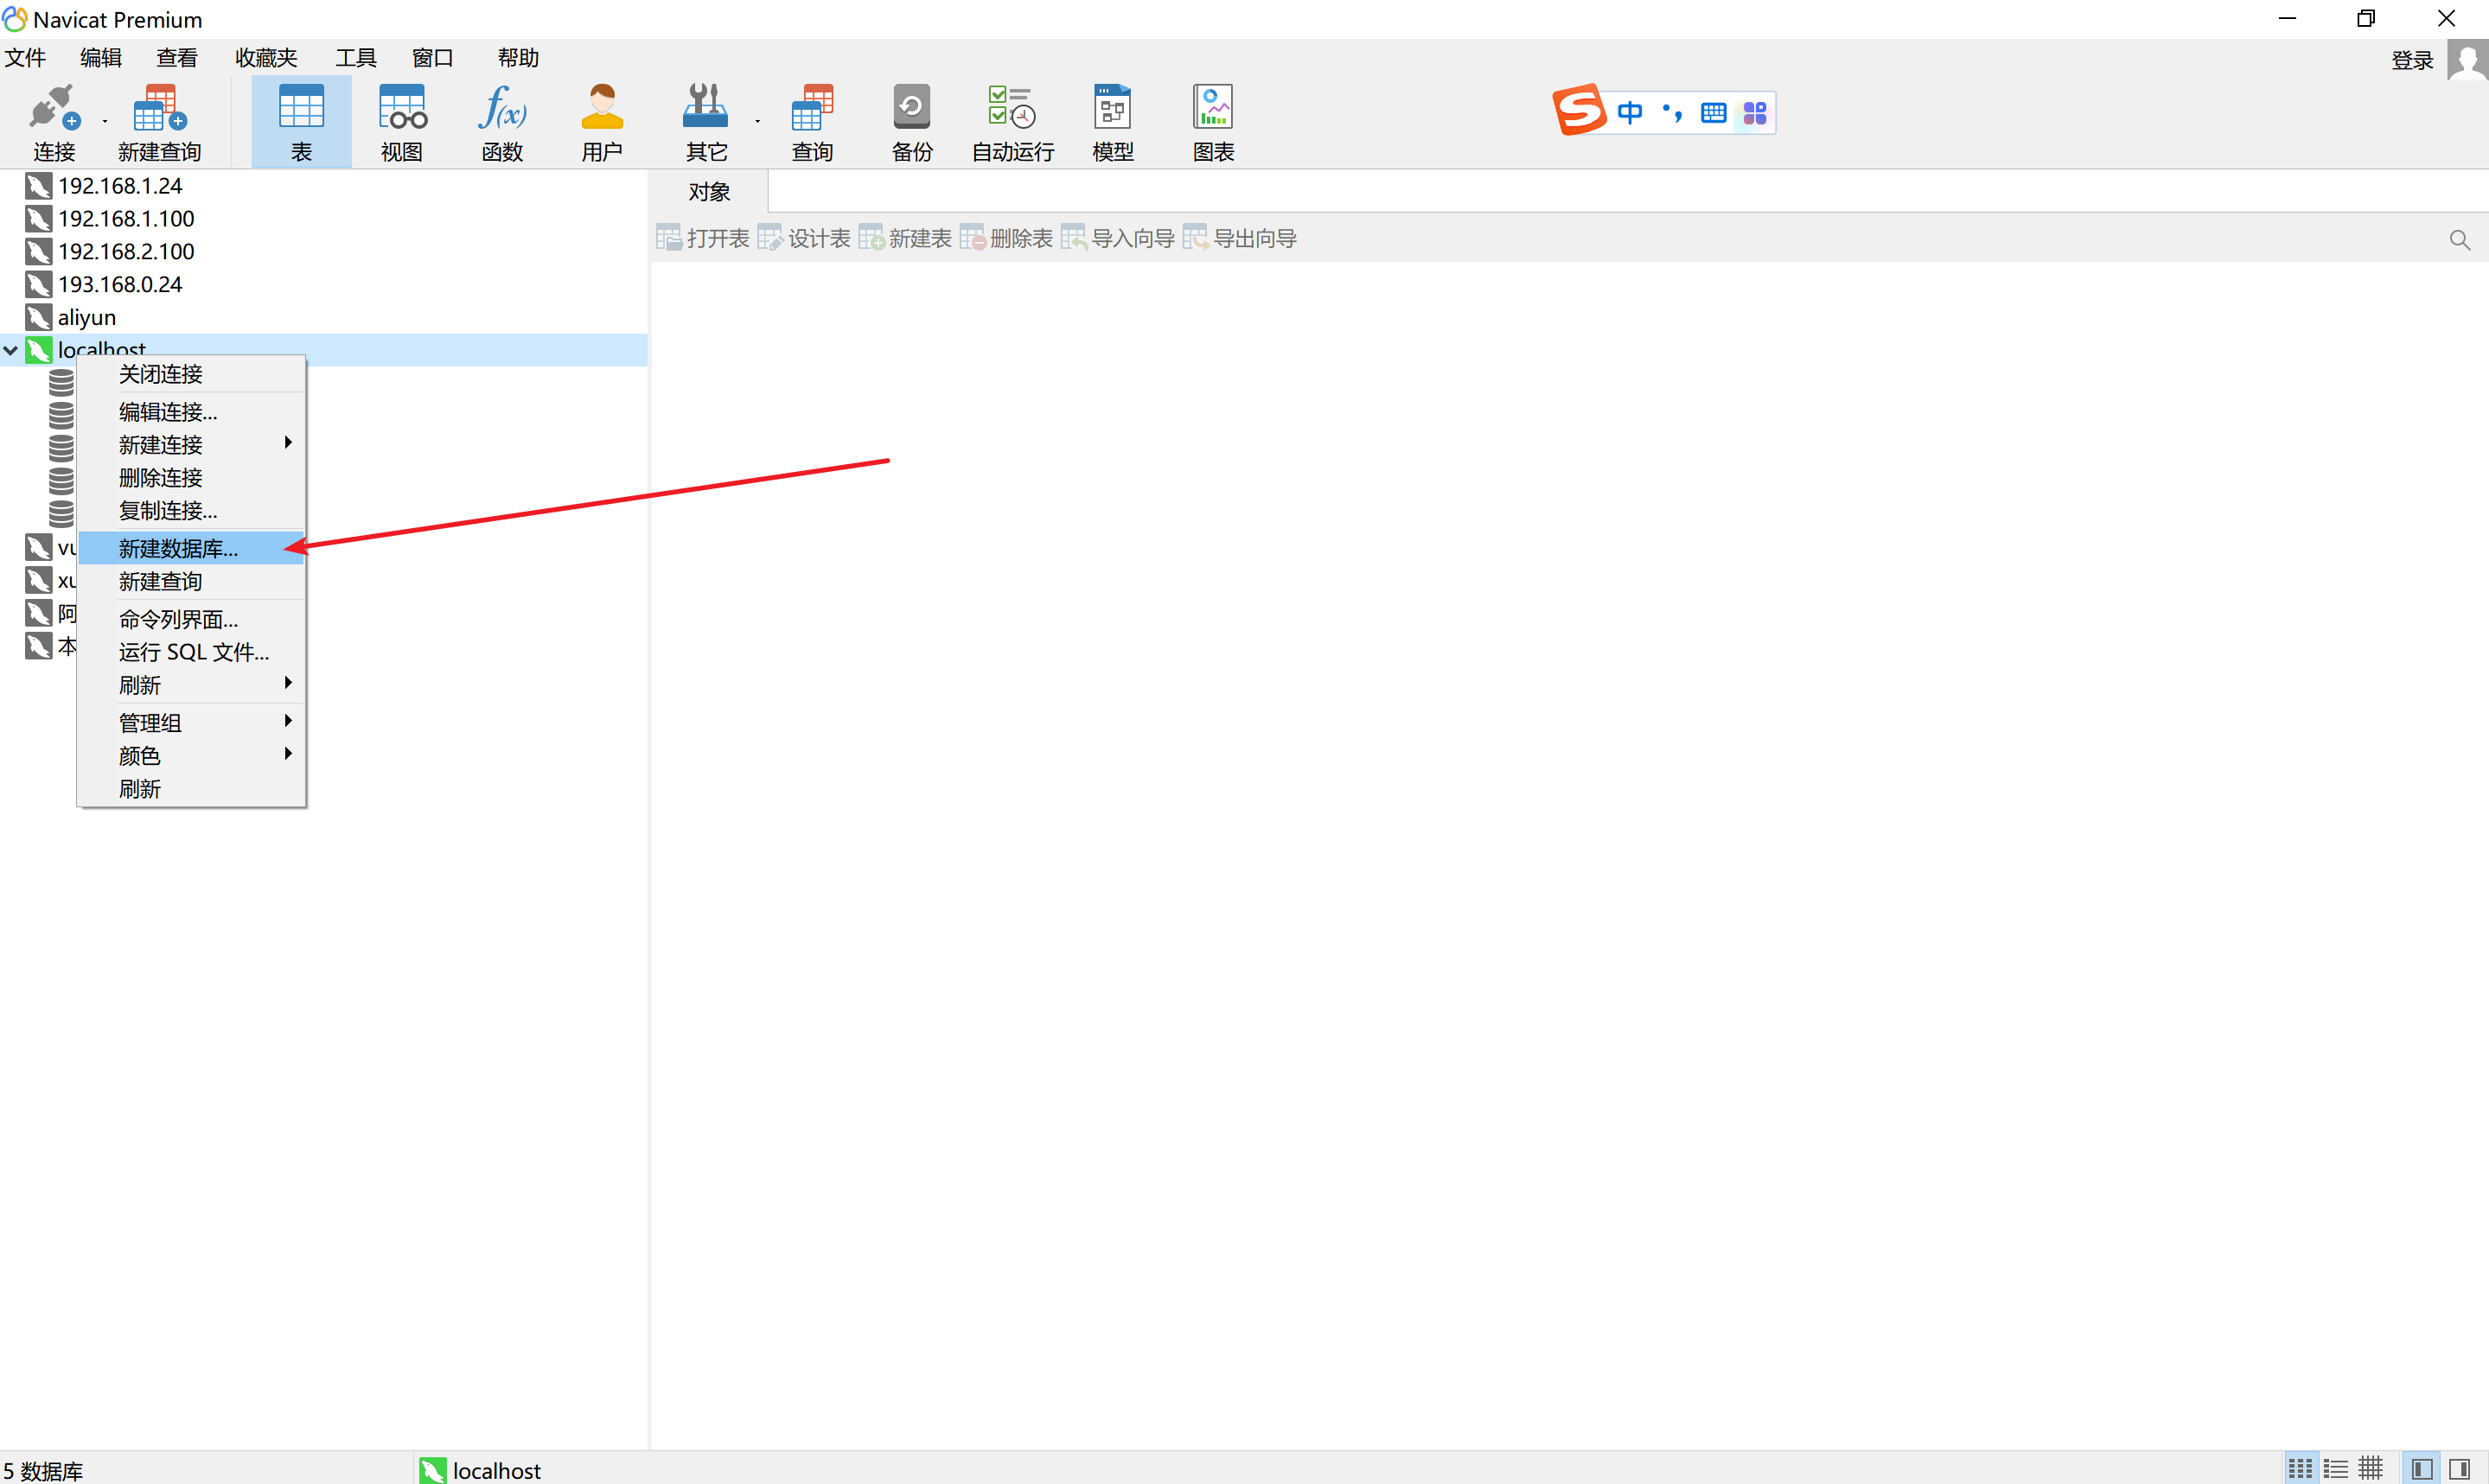 Navicat Premium
文件 编辑 查看 收藏夹 工具 窗口 帮助
登录
连接 新建查询 表 视图 函数 用户 其它 查询 备份 自动运行 模型 图表
中
192.168.1.24
192.168.1.100
192.168.2.100
193.168.0.24
aliyun
localhost
对象
打开表 设计表 新建表 删除表 导入向导 导出向导
关闭连接
编辑连接...
新建连接
删除连接
复制连接...
新建数据库...
新建查询
命令列界面...
运行 SQL 文件...
刷新
管理组
颜色
刷新
vu
xu
阿
本
5 数据库
localhost